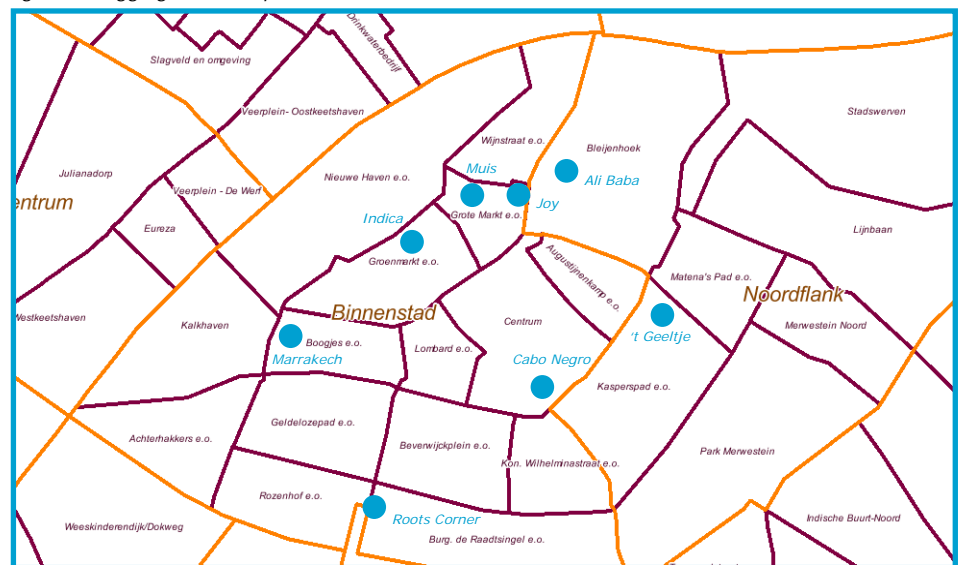 Drinkwaterbedrijf
Slagveld en omgeving
Veerplein- Oostkeetshaven
Stadswerven
Wijnstraat e.o.
Bleijenhoek
Julianadorp
Muis
Nieuwe Haven e.o.
Ali Baba
Veerplein - De Werf
entrum
Joy
Indica
Grote Markt e.o.
Eureza
Lijnbaan
Groenmarkt e.o.
Augustijnenkamp e.o.
Matena's Pad e.o.
Noordflank
Binnenstad
Westkeetshaven
Kalkhaven
Centrum
Merwestein Noord
't Geeltje
Boogjes e.o.
Lombard e.o.
Marrakech
Cabo Negro
Kasperspad e.o.
Geldelozepad e.o.
Achterhakkers e.o.
Beverwijckplein e.o.
Park Merwestein
Kon. Wilhelminastraat e.o.
Rozenhof e.o.
Roots Corner
Indische Buurt-Noord
Weeskinderendijk/Dokweg
Burg. de Raadtsingel e.o.